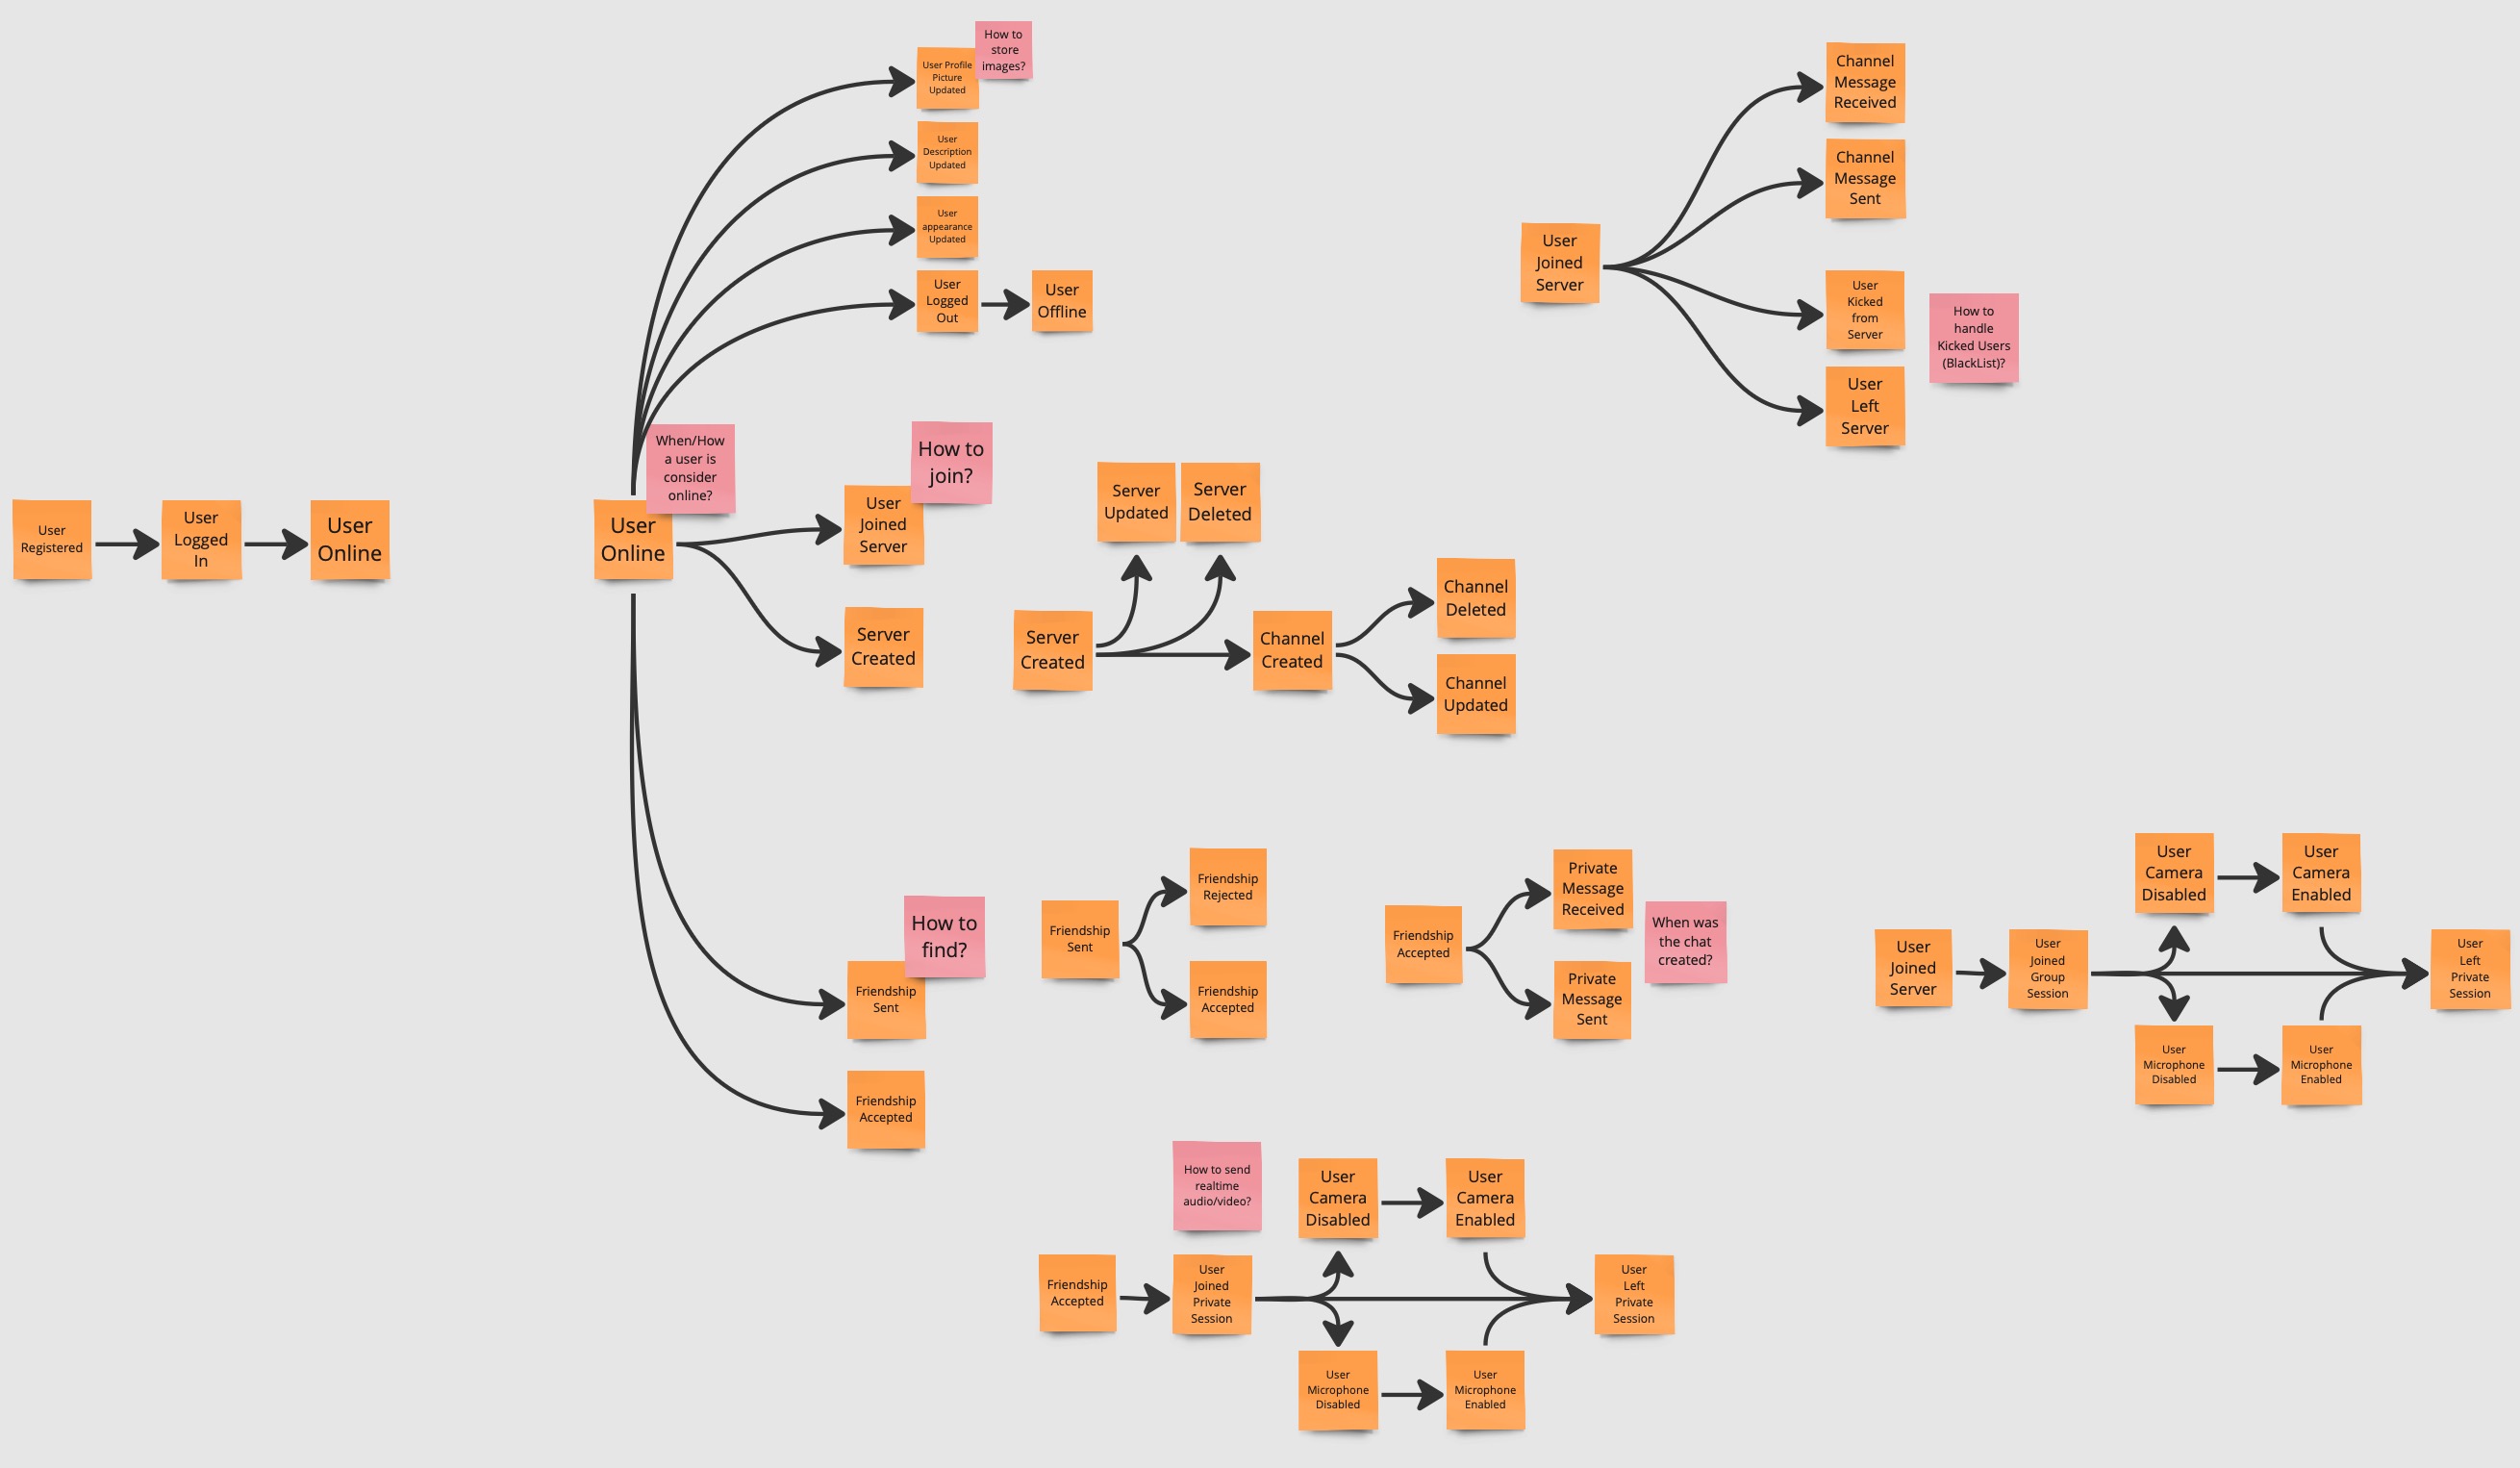 How to
store
images?
User Profile
Picture
Updated
User
Description
Updated
User
appearance
Updated
User
Logged
Out
User
Offline
Channel
Message
Received
Channel
Message
Sent
User
Joined
Server
User
Kicked
from
Server
How to
handle
Kicked Users
(BlackList)?
User
Left
Server
When/How
a user is
consider
online?
User
Registered
User
Logged
In
User
Online
User
Online
How to
join?
User
Joined
Server
Server
Created
Server
Updated
Server
Deleted
Server
Created
Channel
Created
Channel
Deleted
Channel
Updated
How to
find?
Friendship
Sent
Friendship
Accepted
Friendship
Sent
Friendship
Rejected
Friendship
Accepted
Friendship
Accepted
Private
Message
Received
Private
Message
Sent
When was
the chat
created?
User
Joined
Server
User
Joined
Group
Session
User
Camera
Disabled
User
Camera
Enabled
User
Microphone
Disabled
User
Microphone
Enabled
User
Left
Private
Session
How to send
realtime
audio/video?
Friendship
Accepted
User
Joined
Private
Session
User
Camera
Disabled
User
Camera
Enabled
User
Microphone
Disabled
User
Microphone
Enabled
User
Left
Private
Session